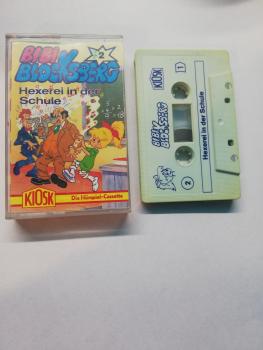 BIBI
BLOCKSBERG
2
Hexerei in der
Schule
KIOSK
Die Hörspiel-Cassette
KIOSK
1
BIBI
BLOCKSBERG
Hexerei in der Schule
2